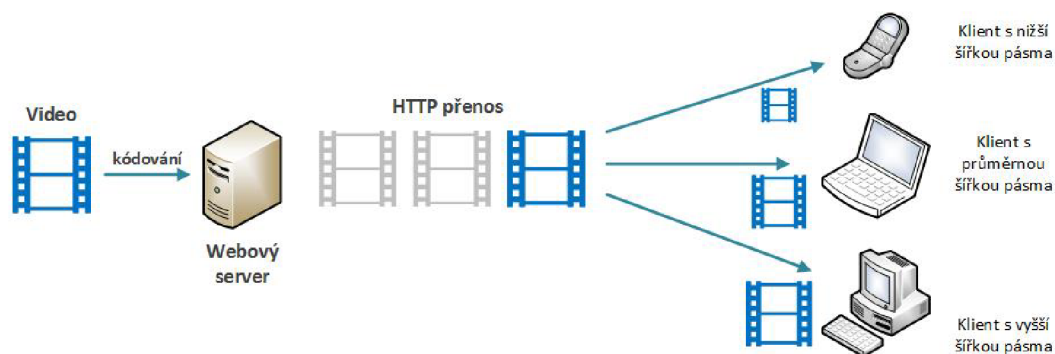 Video
kódování
Webový
server
HTTP přenos
Klient s nižší
šířkou pásma
Klient s
průměrnou
šířkou pásma
Klient s vyšší
šířkou pásma